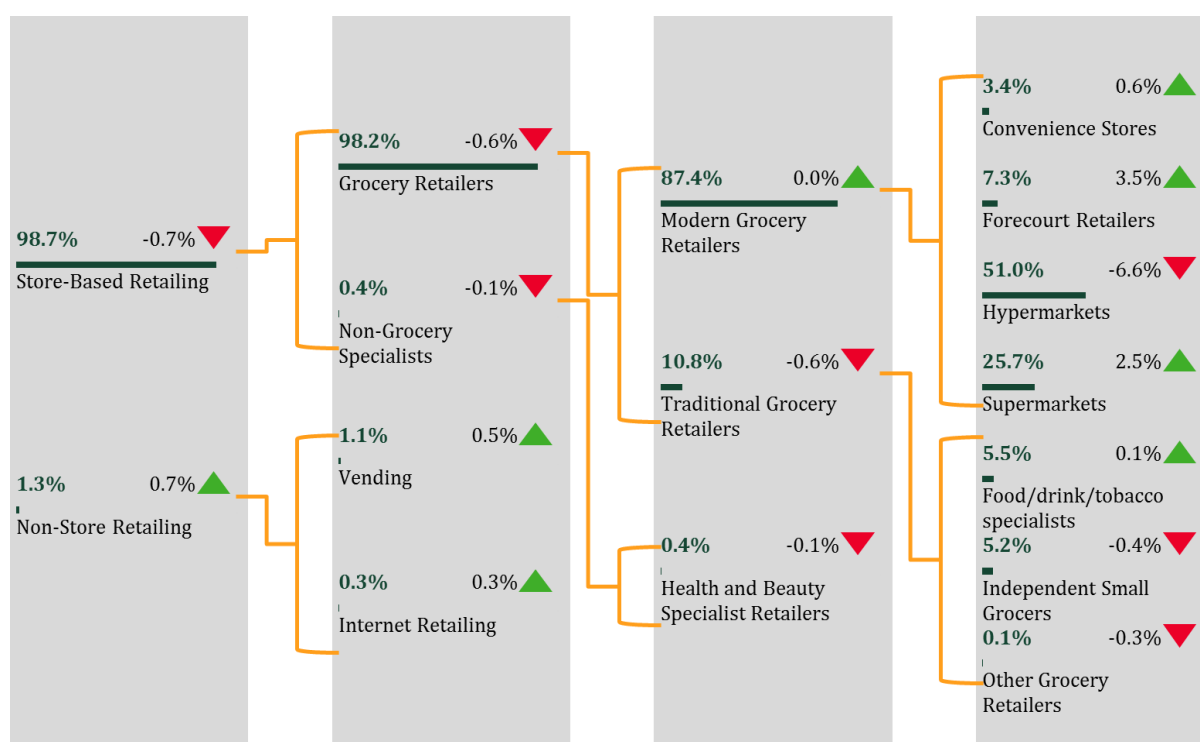 98.7% -0.7%
Store-Based Retailing
1.3% 0.7%
Non-Store Retailing
98.2% -0.6%
Grocery Retailers
0.4% -0.1%
Non-Grocery
Specialists
1.1% 0.5%
Vending
0.3% 0.3%
Internet Retailing
87.4% 0.0%
Modern Grocery
Retailers
10.8% -0.6%
Traditional Grocery
Retailers
0.4% -0.1%
Health and Beauty
Specialist Retailers
3.4% 0.6%
Convenience Stores
7.3% 3.5%
Forecourt Retailers
51.0% -6.6%
Hypermarkets
25.7% 2.5%
Supermarkets
5.5% 0.1%
Food/drink/tobacco
specialists
5.2% -0.4%
Independent Small
Grocers
0.1% -0.3%
Other Grocery
Retailers